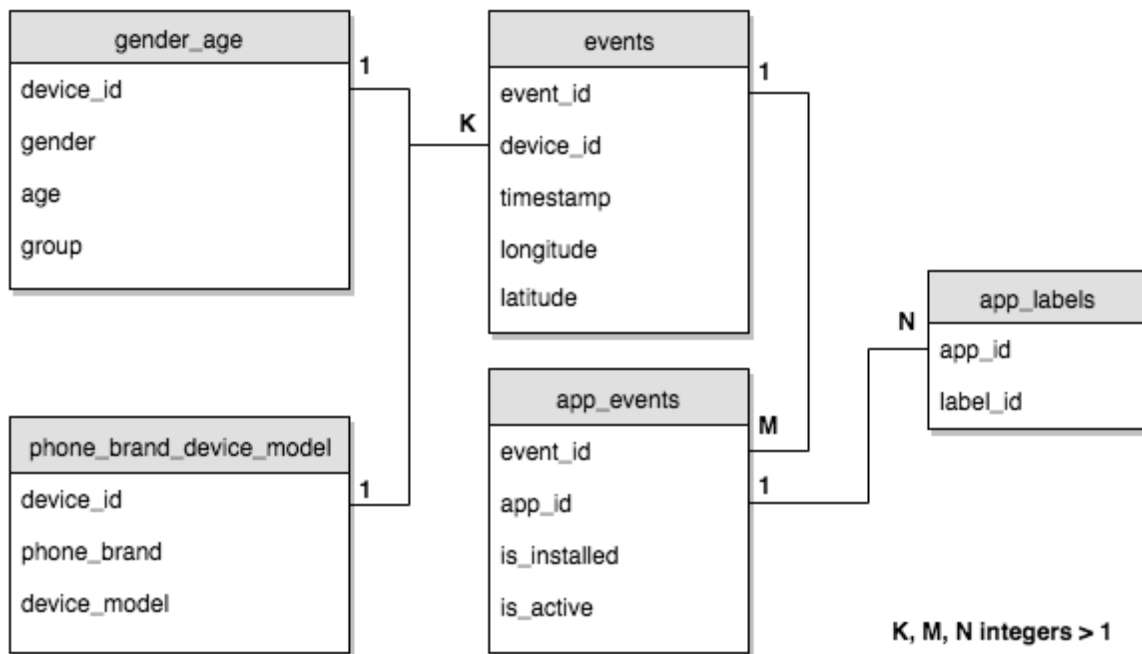 gender_age
device_id
gender
age
group
1
K
events
event_id
device_id
timestamp
longitude
latitude
1
phone_brand_device_model
device_id
phone_brand
device_model
1
app_events
event_id
app_id
is_installed
is_active
M
1
N
app_labels
app_id
label_id
K, M, N integers > 1